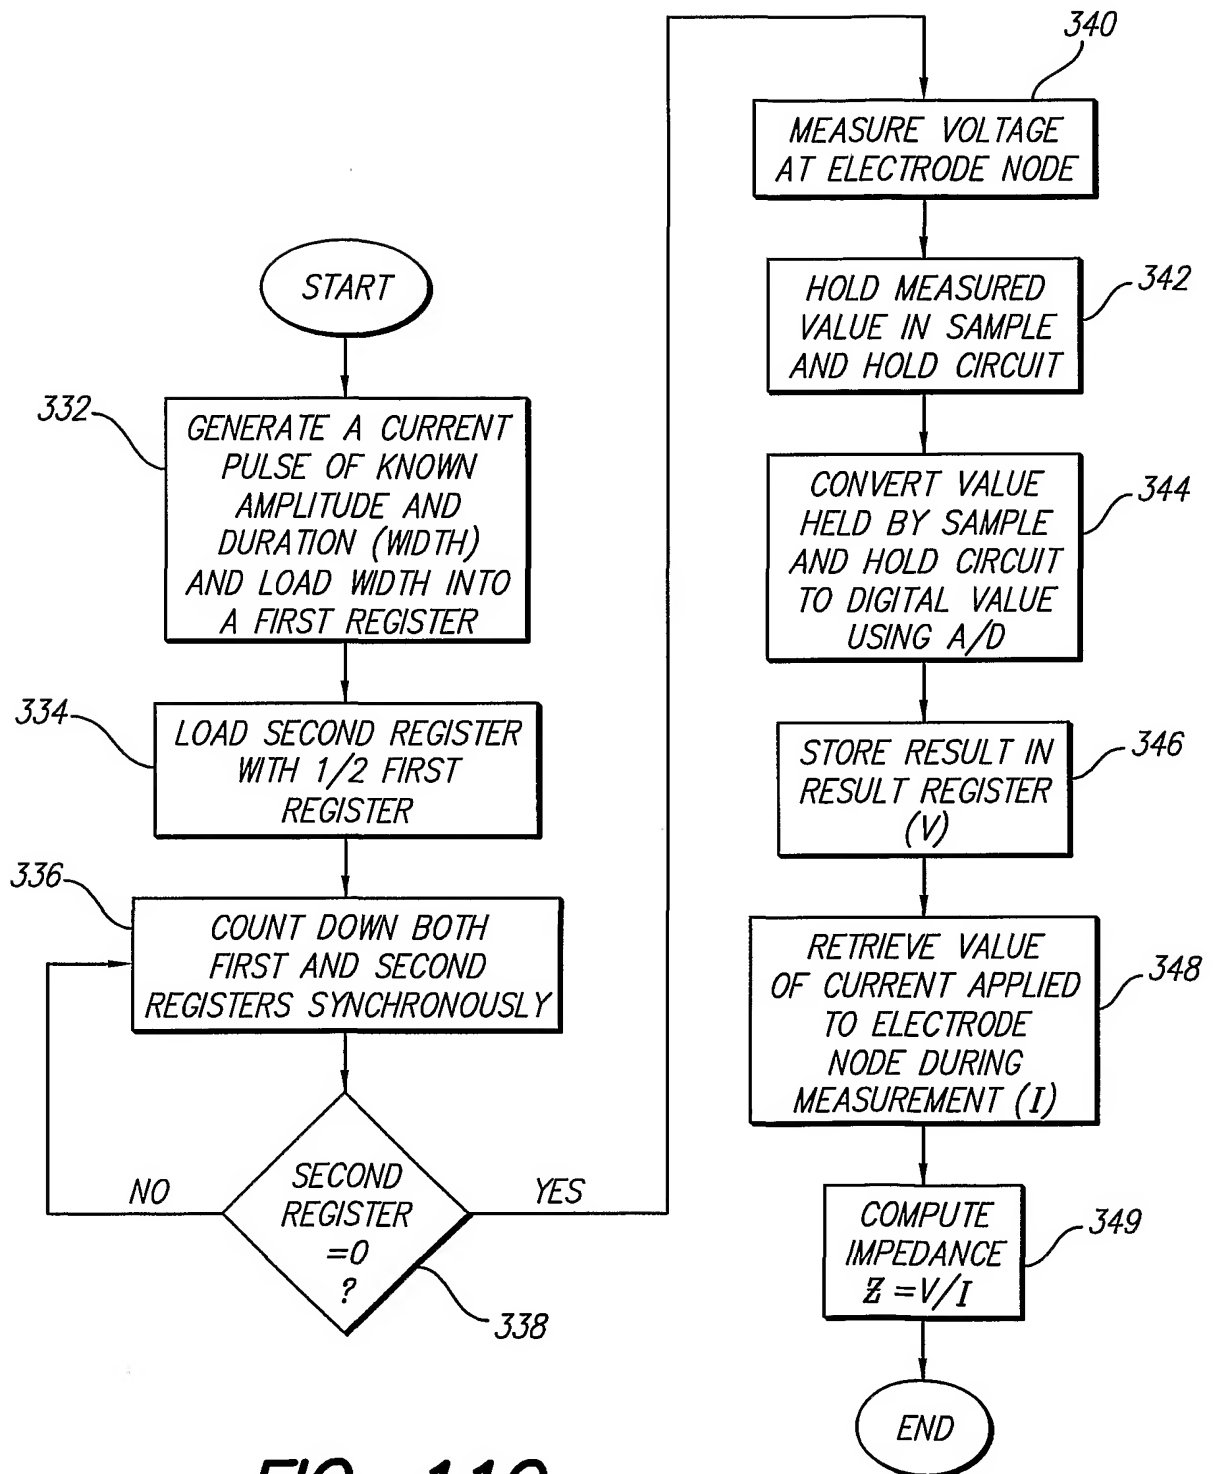 START
332
GENERATE A CURRENT
PULSE OF KNOWN
AMPLITUDE AND
DURATION (WIDTH)
AND LOAD WIDTH INTO
A FIRST REGISTER
334
LOAD SECOND REGISTER
WITH 1/2 FIRST
REGISTER
336
COUNT DOWN BOTH
FIRST AND SECOND
REGISTERS SYNCHRONOUSLY
NO
SECOND
REGISTER
=0
?
YES
338
340
MEASURE VOLTAGE
AT ELECTRODE NODE
342
HOLD MEASURED
VALUE IN SAMPLE
AND HOLD CIRCUIT
344
CONVERT VALUE
HELD BY SAMPLE
AND HOLD CIRCUIT
TO DIGITAL VALUE
USING A/D
346
STORE RESULT IN
RESULT REGISTER
(V)
348
RETRIEVE VALUE
OF CURRENT APPLIED
TO ELECTRODE
NODE DURING
MEASUREMENT (I)
349
COMPUTE
IMPEDANCE
Z=V/I
END